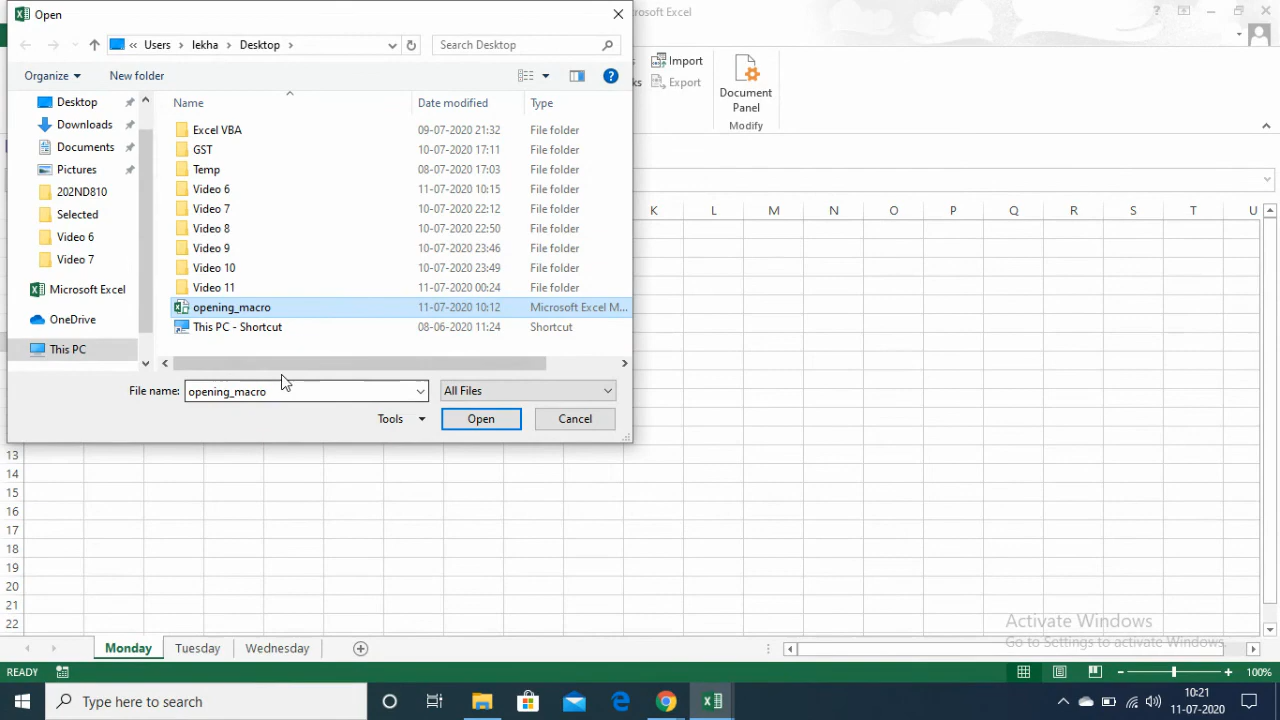 Open
osoft Excel
Users
lekha
Desktop
Search Desktop
Organize
New folder
Import
Export
Document
Panel
Modify
Name
Date modified
Type
Desktop
Downloads
Documents
Pictures
202ND810
Selected
Video 6
Video 7
Microsoft Excel
OneDrive
This PC
Excel VBA 09-07-2020 21:32 File folder
GST 10-07-2020 17:11 File folder
Temp 08-07-2020 17:03 File folder
Video 6 11-07-2020 10:15 File folder
Video 7 10-07-2020 22:12 File folder
Video 8 10-07-2020 22:50 File folder
Video 9 10-07-2020 23:46 File folder
Video 10 10-07-2020 23:49 File folder
Video 11 11-07-2020 00:24 File folder
opening_macro 11-07-2020 10:12 Microsoft Excel M...
This PC - Shortcut 08-06-2020 11:24 Shortcut
File name: opening_macro All Files
Tools Open Cancel
K L M N O P Q R S T U
13
14
15
16
17
18
19
20
21
22
Activate Windows
Go to Settings to activate Windows.
Monday Tuesday Wednesday
READY 100%
Type here to search
10:21
11-07-2020